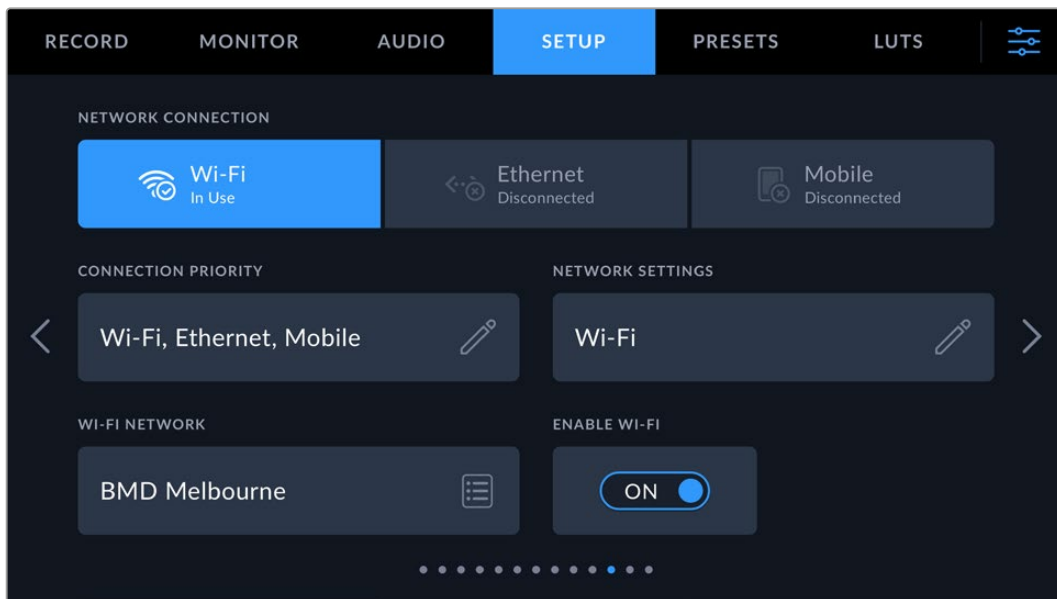 RECORD MONITOR AUDIO SETUP PRESETS LUTS
NETWORK CONNECTION
Wi-Fi
In Use
Ethernet
Disconnected
Mobile
Disconnected
CONNECTION PRIORITY
NETWORK SETTINGS
Wi-Fi, Ethernet, Mobile
Wi-Fi
WI-FI NETWORK
ENABLE WI-FI
BMD Melbourne
ON